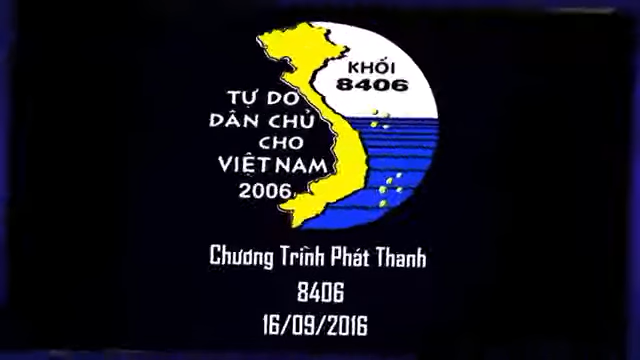 KHỐI
8406
TỰ DO
DÂN CHỦ
CHO
VIỆT NAM
2006
Chương Trình Phát Thanh
8406
16/09/2016